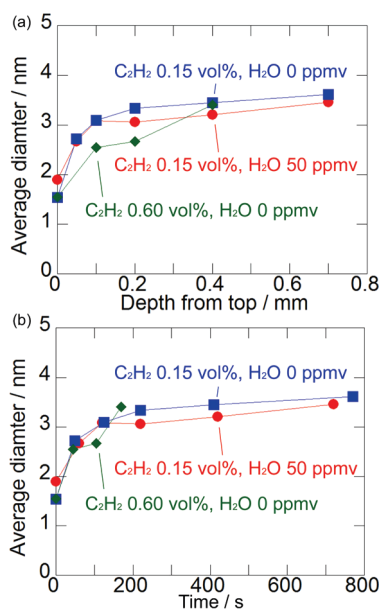 (a)
5
4
3
2
1
0
Average diamter / nm
C₂H₂ 0.15 vol%, H₂O 0 ppmv
C₂H₂ 0.15 vol%, H₂O 50 ppmv
C₂H₂ 0.60 vol%, H₂O 0 ppmv
0 0.2 0.4 0.6 0.8
Depth from top / mm
(b)
5
4
3
2
1
0
Average diamter / nm
C₂H₂ 0.15 vol%, H₂O 0 ppmv
C₂H₂ 0.15 vol%, H₂O 50 ppmv
C₂H₂ 0.60 vol%, H₂O 0 ppmv
0 200 400 600 800
Time / s